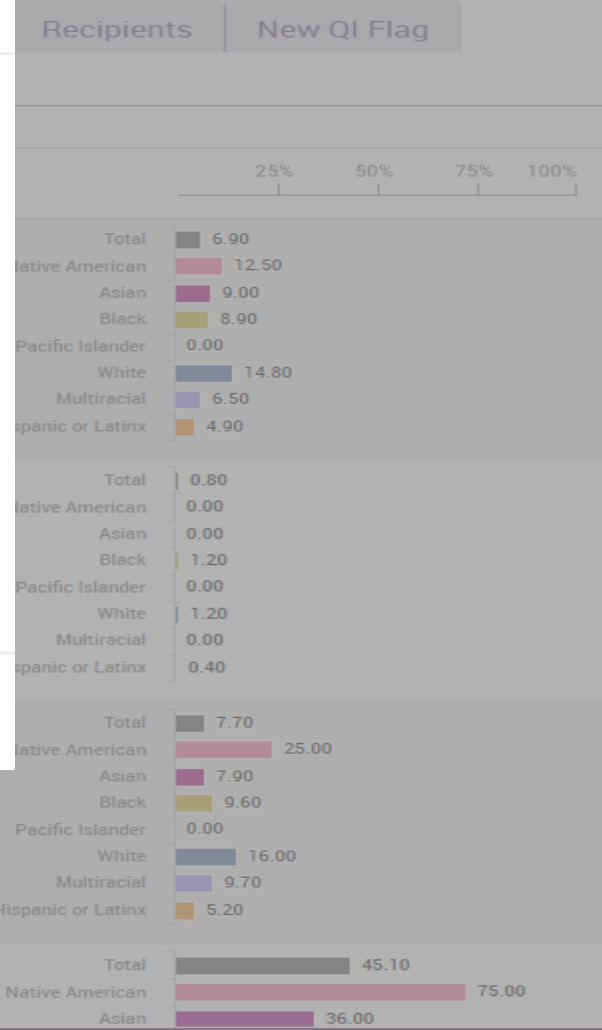 Recipients New QI Flag
25% 50% 75% 100%
Total 6.90
Native American 12.50
Asian 9.00
Black 8.90
Pacific Islander 0.00
White 14.80
Multiracial 6.50
spanic or Latinx 4.90
Total 0.80
Native American 0.00
Asian 0.00
Black 1.20
Pacific Islander 0.00
White 1.20
Multiracial 0.00
spanic or Latinx 0.40
Total 7.70
Native American 25.00
Asian 7.90
Black 9.60
Pacific Islander 0.00
White 16.00
Multiracial 9.70
Hispanic or Latinx 5.20
Total 45.10
Native American 75.00
Asian 36.00